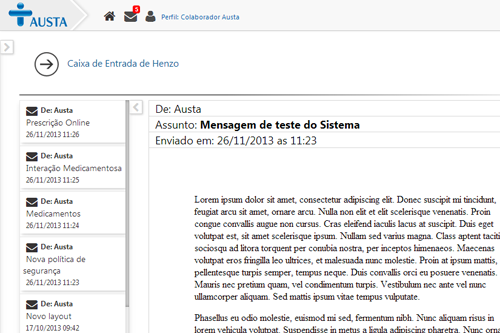 AUSTA
5
Perfil: Colaborador Austa
Caixa de Entrada de Henzo
De: Austa
Prescrição Online
26/11/2013 11:26
De: Austa
Interação Medicamentosa
26/11/2013 11:25
De: Austa
Medicamentos
26/11/2013 11:24
De: Austa
Nova política de
segurança
26/11/2013 11:23
De: Austa
Novo layout
17/10/2013 09:42
De: Austa
Assunto: Mensagem de teste do Sistema
Enviado em: 26/11/2013 as 11:23
Lorem ipsum dolor sit amet, consectetur adipiscing elit. Donec suscipit mi tincidunt,
feugiat arcu sit amet, ornare arcu. Nulla non elit et elit scelerisque venenatis. Proin
congue convallis augue non cursus. Cras eleifend iaculis lacus at suscipit. Duis eget
volutpat est, sit amet scelerisque ipsum. Nullam sed varius magna. Class aptent taciti
sociosqu ad litora torquent per conubia nostra, per inceptos himenaeos. Maecenas
volutpat eros fringilla leo ultrices, et malesuada nunc molestie. Proin at ipsum mattis,
pellentesque turpis semper, tempus neque. Duis convallis orci eu posuere venenatis.
Mauris nec pretium quam, vel condimentum turpis. Vestibulum nec ante vel nunc
ullamcorper aliquam. Sed mattis ipsum vitae tempus vulputate.
Phasellus eu odio molestie, euismod mi sed, fermentum nibh. Nunc aliquam risus in
lorem vehicula volutpat. Suspendisse in metus a ligula adipiscing pharetra. Nunc